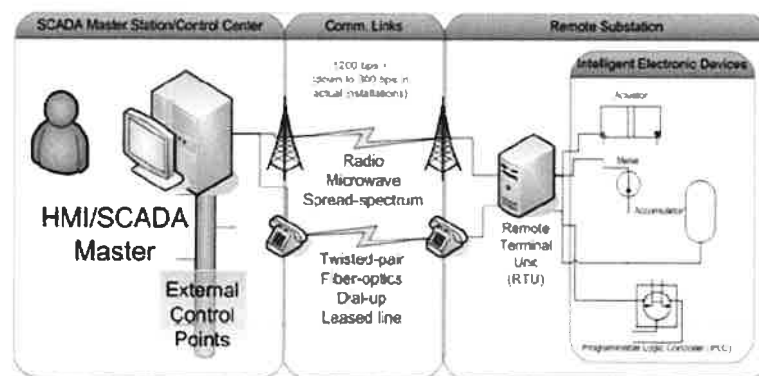 SCADA Master Station/Control Center
Comm. Links
Remote Substation
1200 bps +
(down to 300 bps in
actual installations)
Intelligent Electronic Devices
Actuator
Radio
Microwave
Spread-spectrum
Meter
Accumulator
HMI/SCADA
Master
Remote
Terminal
Unit
(RTU)
Twisted-pair
Fiber-optics
Dial-up
Leased line
External
Control
Points
Programmable Logic Controller (PLC)